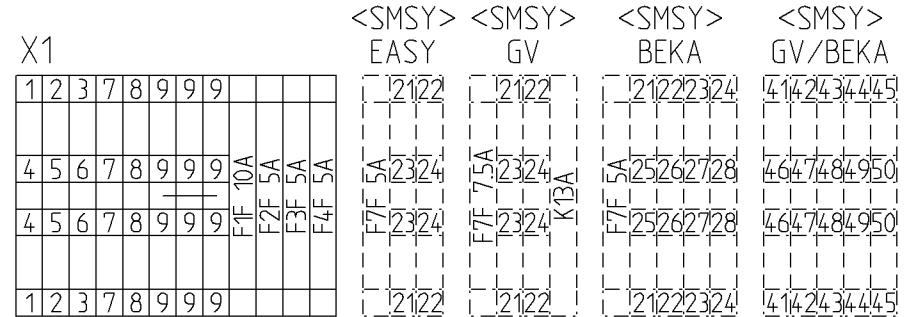 <SMSY> <SMSY> <SMSY> <SMSY>
X1 EASY GV BEKA GV/BEKA
1 2 3 7 8 9 9 9 21 22 21 22 21 22 23 24 41 42 43 44 45
4 5 6 7 8 9 9 9 F1F 10A F2F 5A F3F 5A F4F 5A F7F 5A 23 24 F7F 7.5A 23 24 K13A F7F 5A 25 26 27 28 46 47 48 49 50
4 5 6 7 8 9 9 9 23 24 23 24 25 26 27 28 46 47 48 49 50
1 2 3 7 8 9 9 9 21 22 21 22 21 22 23 24 41 42 43 44 45